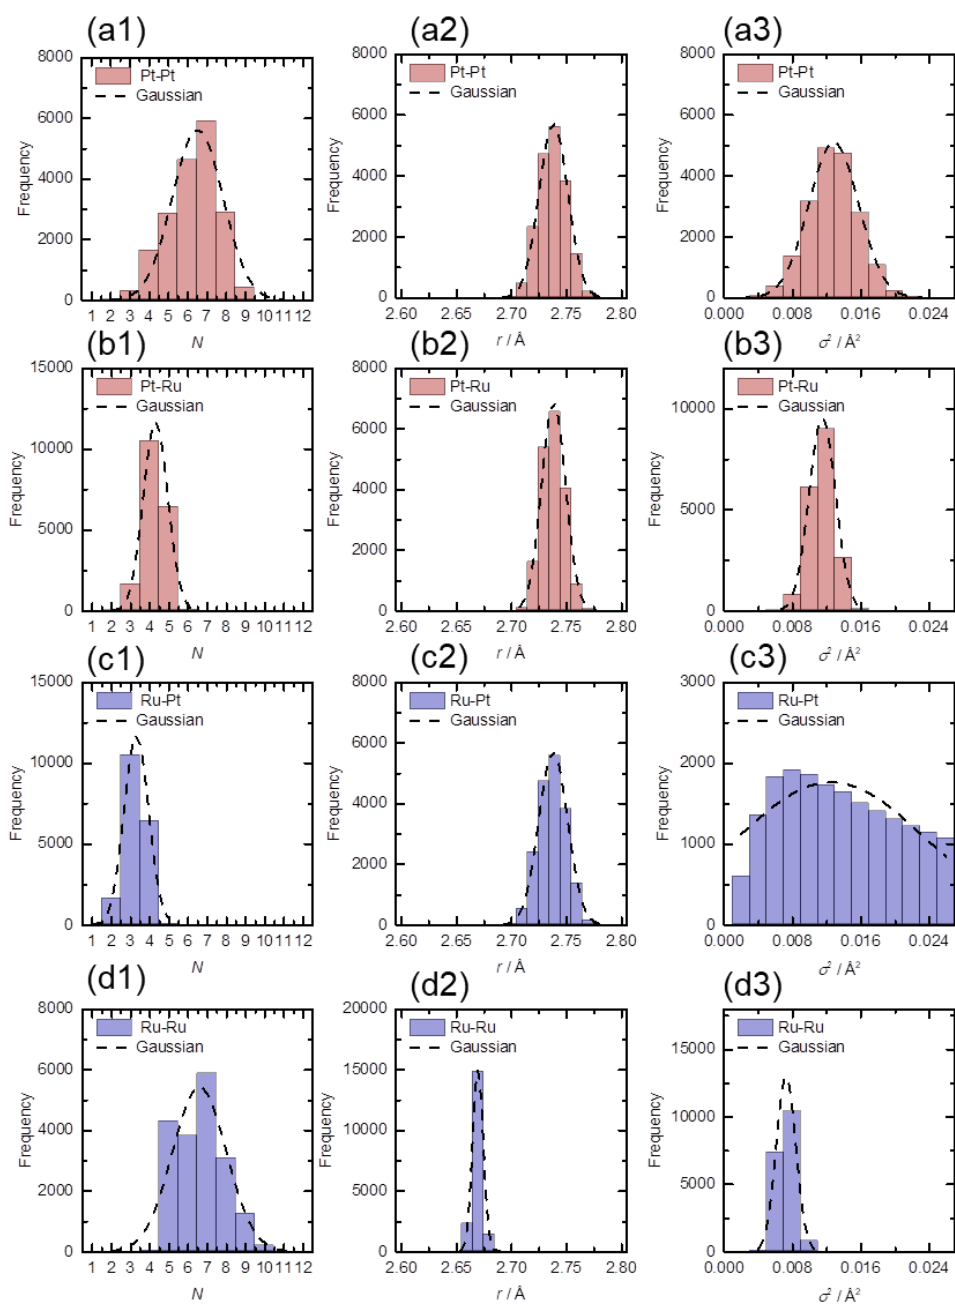 (a1)
8000
6000
4000
2000
0
Frequency
Pt-Pt
Gaussian
1 2 3 4 5 6 7 8 9 10 11 12
N
(a2)
8000
6000
4000
2000
0
Frequency
Pt-Pt
Gaussian
2.60 2.65 2.70 2.75 2.80
r / Å
(a3)
8000
6000
4000
2000
0
Frequency
Pt-Pt
Gaussian
0.000 0.008 0.016 0.024
σ² / Å²
(b1)
15000
10000
5000
0
Frequency
Pt-Ru
Gaussian
1 2 3 4 5 6 7 8 9 10 11 12
N
(b2)
8000
6000
4000
2000
0
Frequency
Pt-Ru
Gaussian
2.60 2.65 2.70 2.75 2.80
r / Å
(b3)
10000
5000
0
Frequency
Pt-Ru
Gaussian
0.000 0.008 0.016 0.024
σ² / Å²
(c1)
15000
10000
5000
0
Frequency
Ru-Pt
Gaussian
1 2 3 4 5 6 7 8 9 10 11 12
N
(c2)
8000
6000
4000
2000
0
Frequency
Ru-Pt
Gaussian
2.60 2.65 2.70 2.75 2.80
r / Å
(c3)
3000
2000
1000
0
Frequency
Ru-Pt
Gaussian
0.000 0.008 0.016 0.024
σ² / Å²
(d1)
8000
6000
4000
2000
0
Frequency
Ru-Ru
Gaussian
1 2 3 4 5 6 7 8 9 10 11 12
N
(d2)
20000
15000
10000
5000
0
Frequency
Ru-Ru
Gaussian
2.60 2.65 2.70 2.75 2.80
r / Å
(d3)
15000
10000
5000
0
Frequency
Ru-Ru
Gaussian
0.000 0.008 0.016 0.024
σ² / Å²